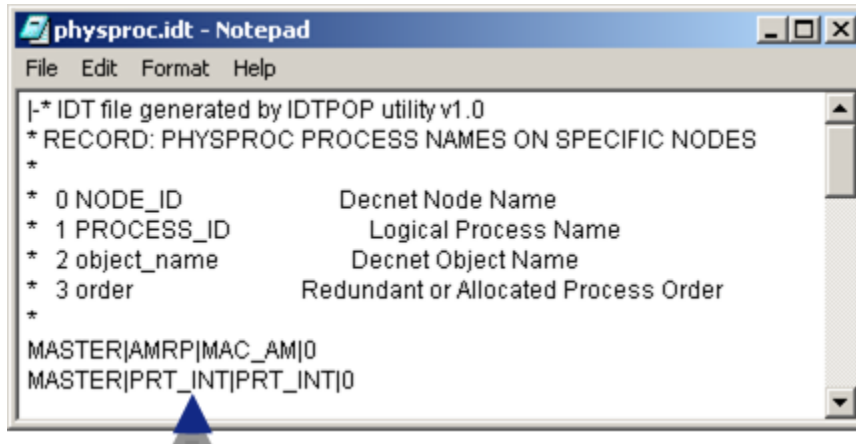 physproc.idt - Notepad
File Edit Format Help
|-* IDT file generated by IDTPOP utility v1.0
* RECORD: PHYSPROC PROCESS NAMES ON SPECIFIC NODES
*
* 0 NODE_ID Decnet Node Name
* 1 PROCESS_ID Logical Process Name
* 2 object_name Decnet Object Name
* 3 order Redundant or Allocated Process Order
*
MASTER|AMRP|MAC_AM|0
MASTER|PRT_INT|PRT_INT|0